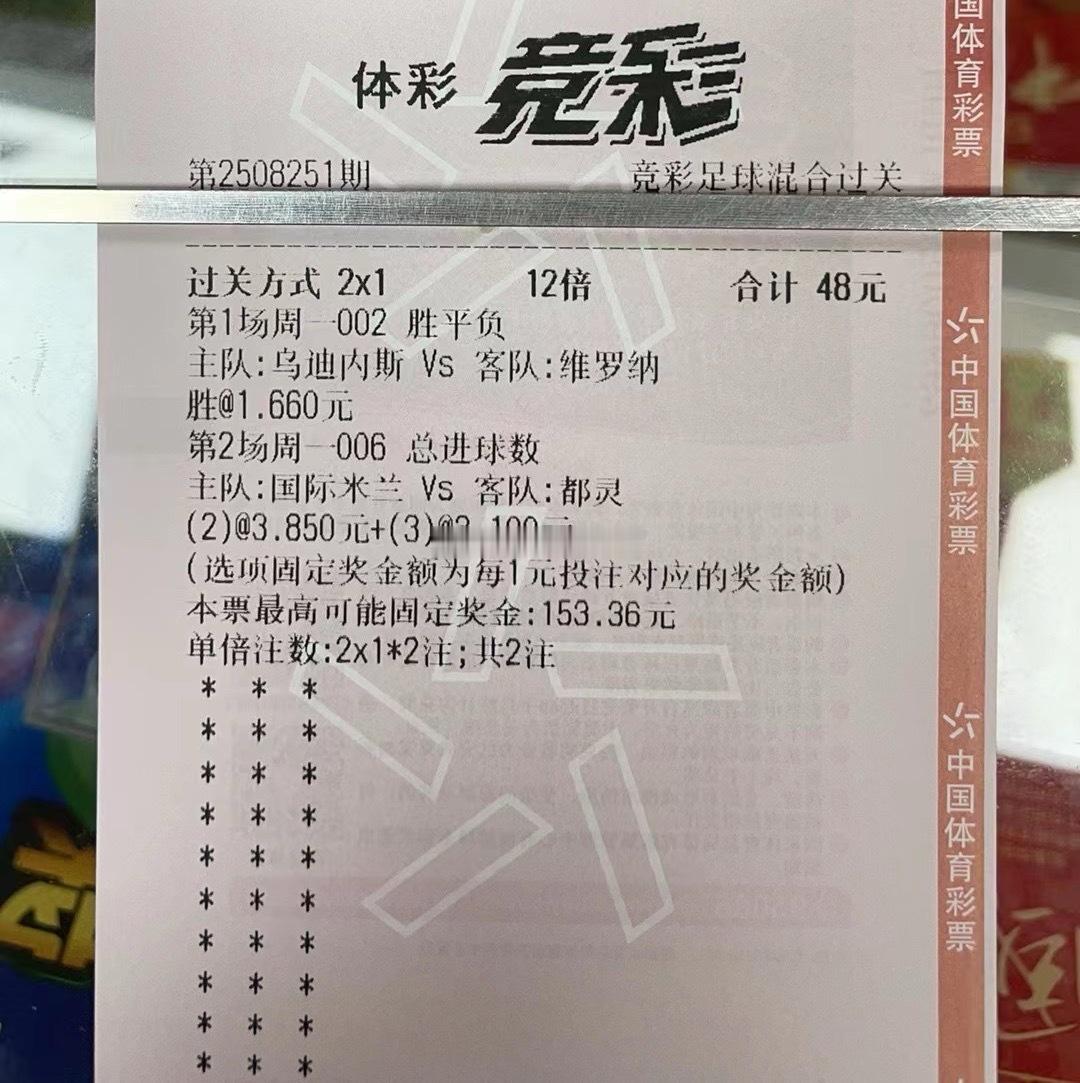 体彩 竞彩
第2508251期 竞彩足球混合过关
过关方式 2x1 12倍 合计 48元
第1场周一002 胜平负
主队:乌迪内斯 Vs 客队:维罗纳
胜@1.660元
第2场周一006 总进球数
主队:国际米兰 Vs 客队:都灵
(2)@3.850元+(3)
(选项固定奖金额为每1元投注对应的奖金额)
本票最高可能固定奖金:153.36元
单倍注数:2x1*2注;共2注
* * *
* * *
* * *
* * *
* * *
* * *
* * *
* * *
* * *
* * *
国体育彩票
中国体育彩票
中国体育彩票